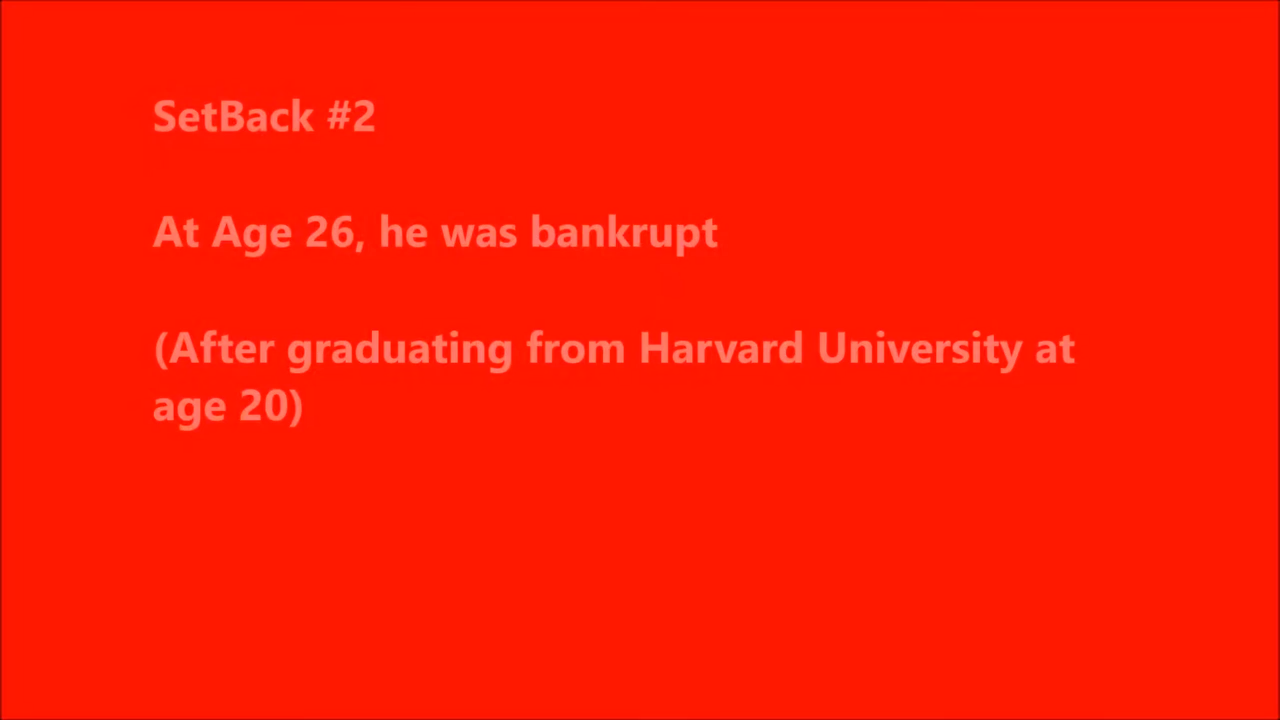 SetBack #2
At Age 26, he was bankrupt
(After graduating from Harvard University at
age 20)